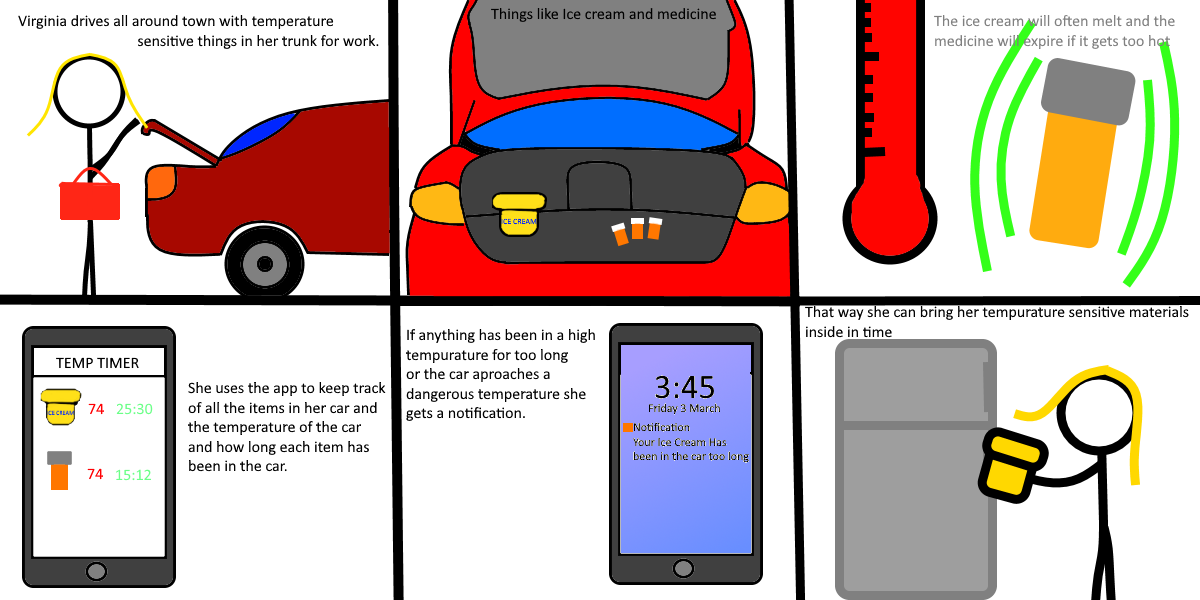 Virginia drives all around town with temperature
sensitive things in her trunk for work.
Things like Ice cream and medicine
ICE CREAM
The ice cream will often melt and the
medicine will expire if it gets too hot
TEMP TIMER
ICE CREAM
74 25:30
74 15:12
She uses the app to keep track
of all the items in her car and
the temperature of the car
and how long each item has
been in the car.
If anything has been in a high
tempurature for too long
or the car aproaches a
dangerous temperature she
gets a notification.
3:45
Friday 3 March
Notification
Your Ice Cream Has
been in the car too long
That way she can bring her tempurature sensitive materials
inside in time